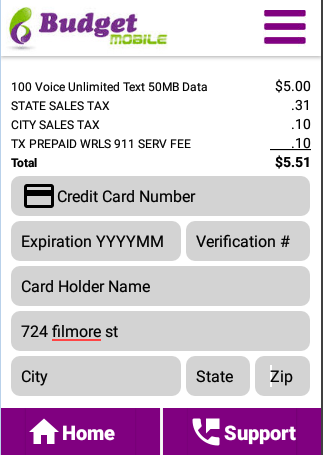 Budget
MOBILE
100 Voice Unlimited Text 50MB Data $5.00
STATE SALES TAX .31
CITY SALES TAX .10
TX PREPAID WRLS 911 SERV FEE .10
Total $5.51
Credit Card Number
Expiration YYYYMM Verification #
Card Holder Name
724 filmore st
City State Zip
Home Support